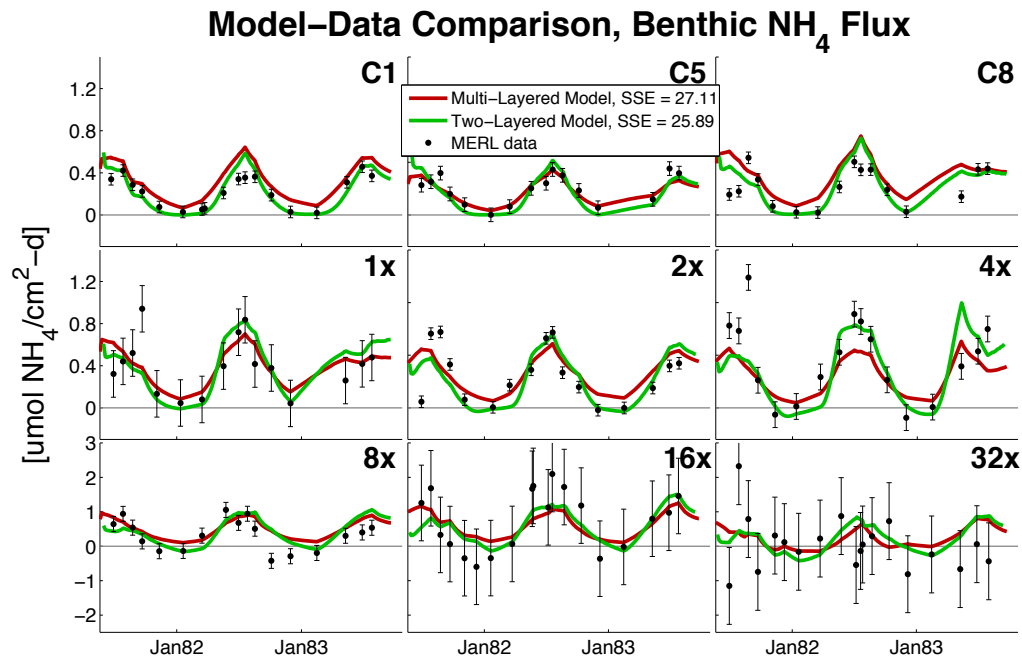 Model−Data Comparison, Benthic NH4 Flux
C1
C5
C8
Multi−Layered Model, SSE = 27.11
Two−Layered Model, SSE = 25.89
MERL data
1.2
0.8
0.4
0
1x
2x
4x
1.2
0.8
0.4
0
[umol NH4/cm2−d]
8x
16x
32x
3
2
1
0
−1
−2
Jan82 Jan83 Jan82 Jan83 Jan82 Jan83